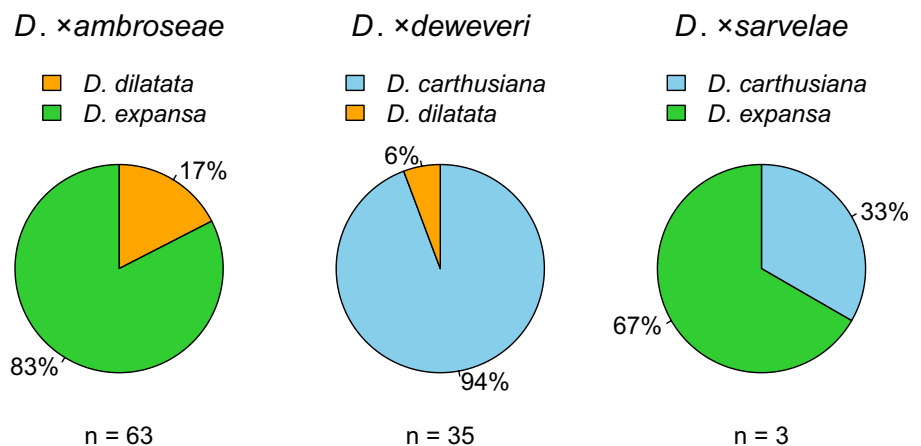 D. ×ambroseae
D. dilatata
D. expansa
17%
83%
n = 63
D. ×deweveri
D. carthusiana
D. dilatata
6%
94%
n = 35
D. ×sarvelae
D. carthusiana
D. expansa
33%
67%
n = 3